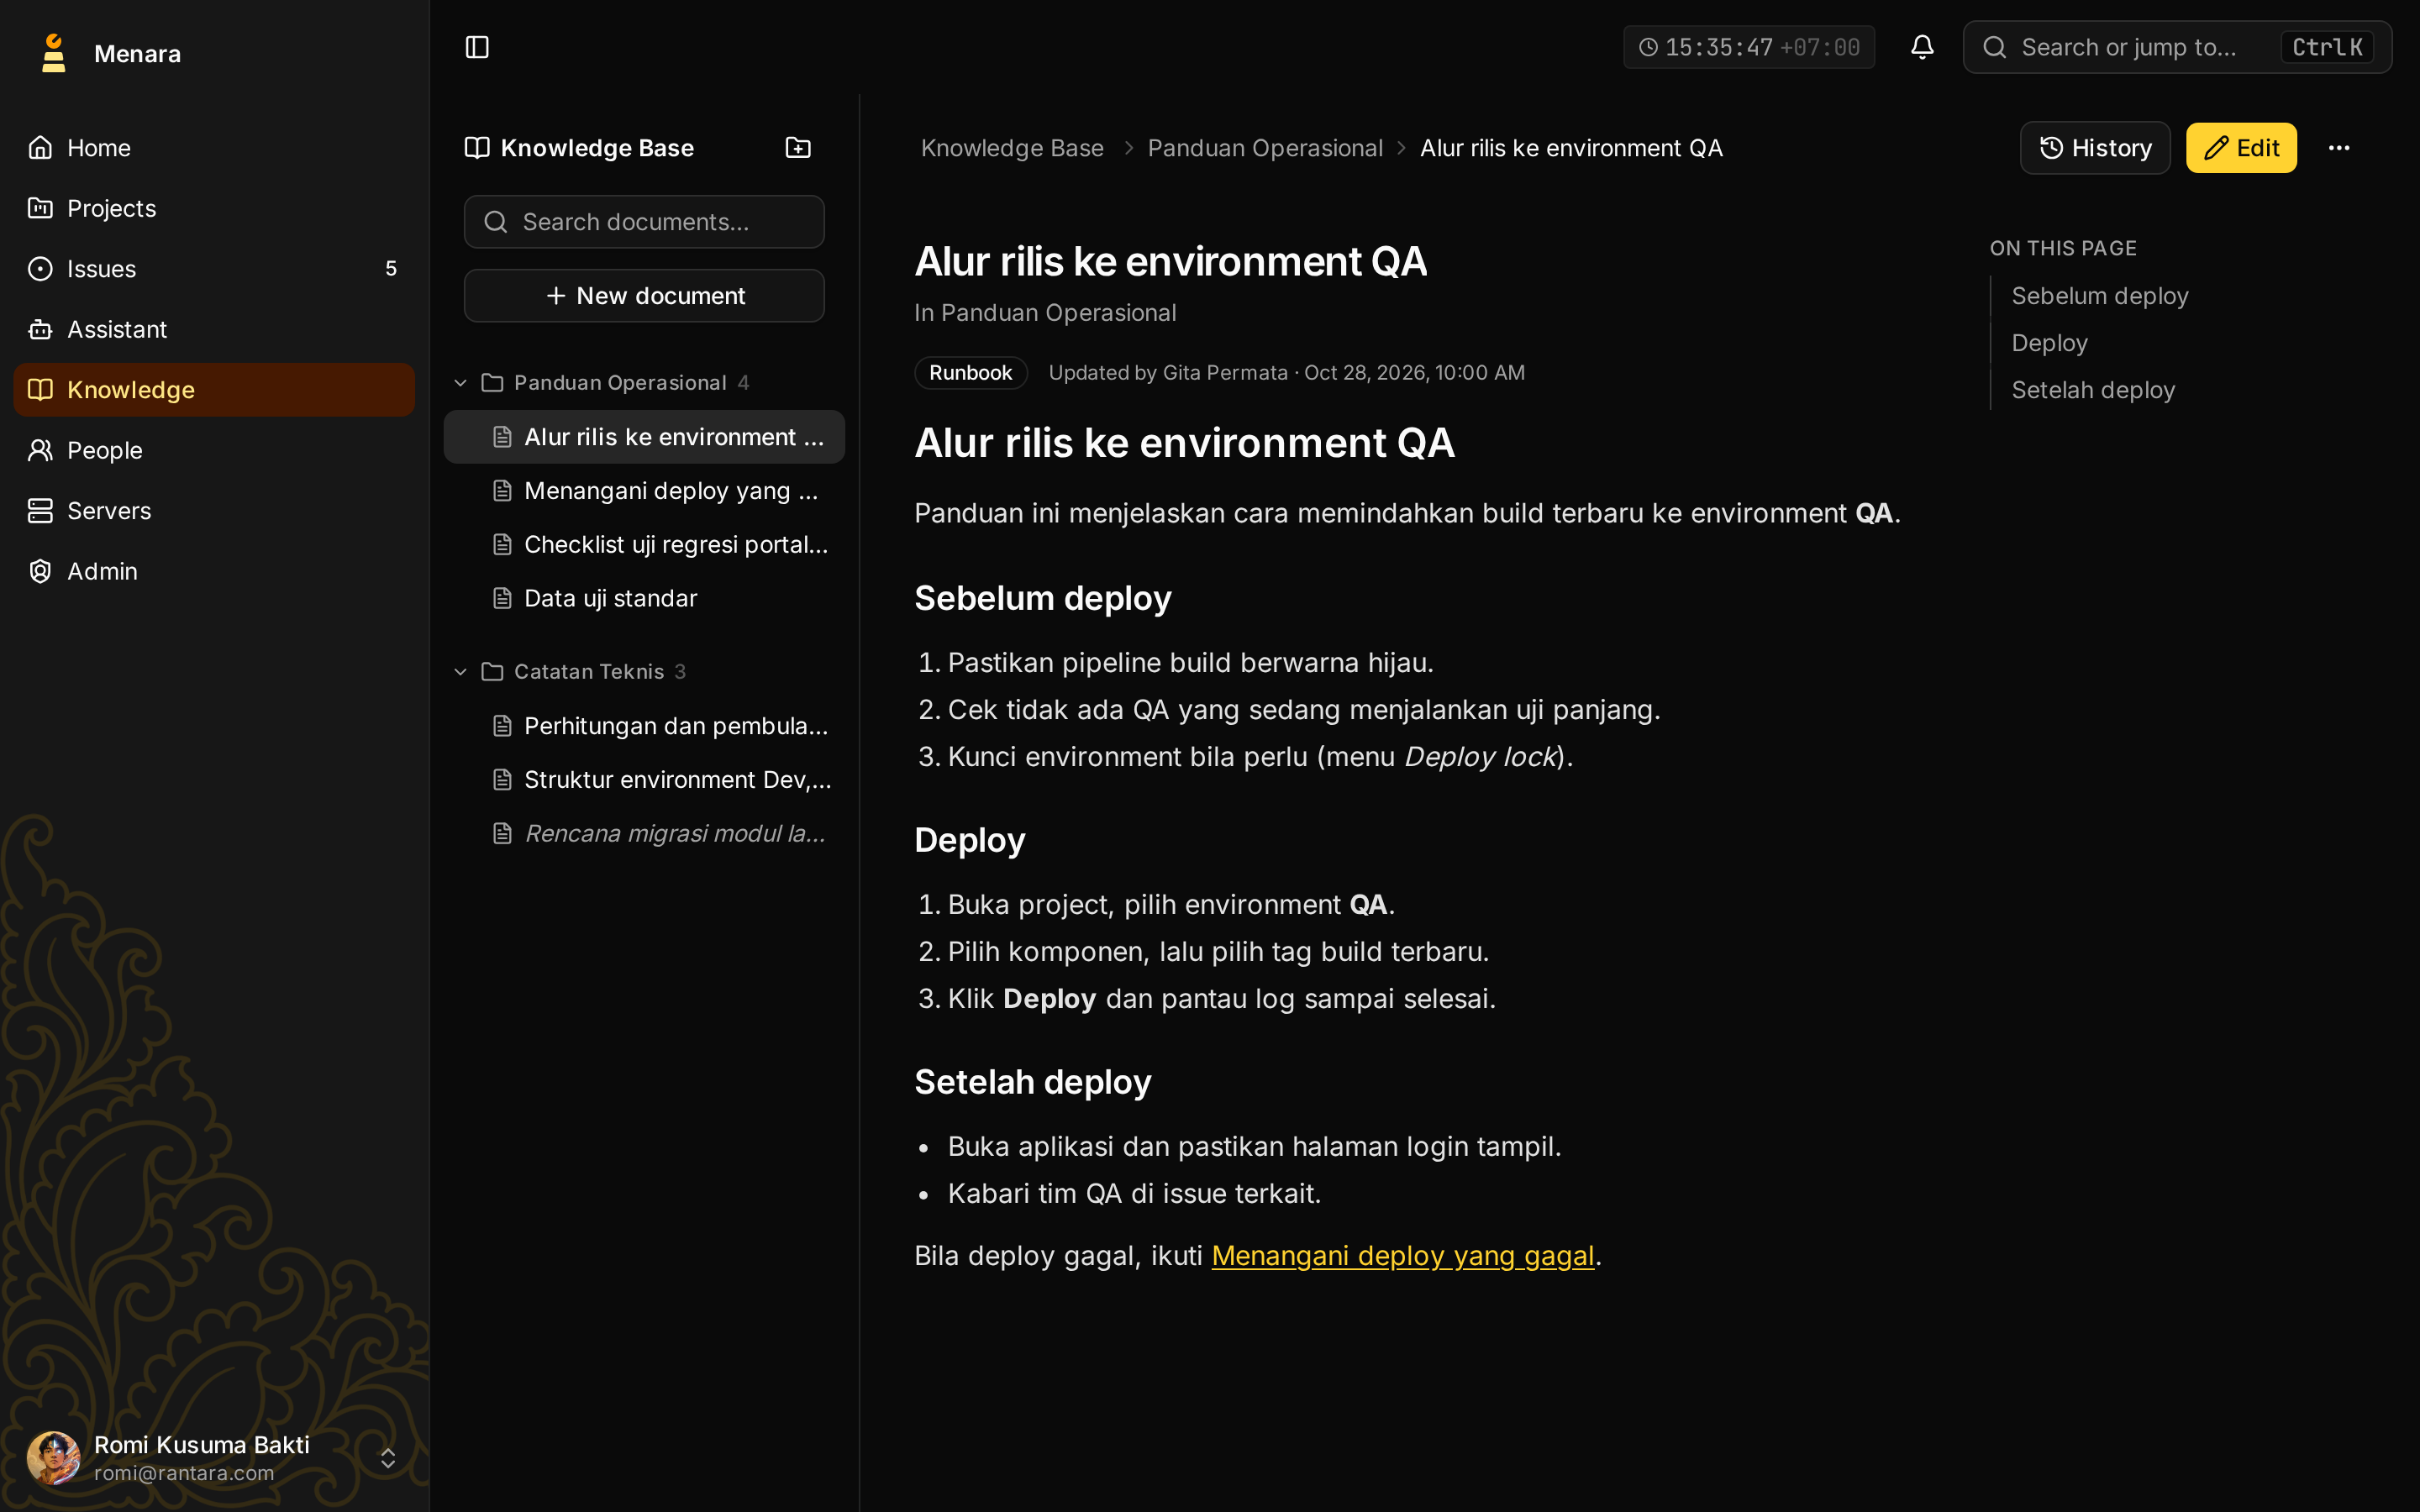 Menara
Home
Projects
Issues 5
Assistant
Knowledge
People
Servers
Admin
Romi Kusuma Bakti
romi@rantara.com
15:35:47 +07:00
Search or jump to... Ctrl K
Knowledge Base
Search documents...
New document
Panduan Operasional 4
Alur rilis ke environment ...
Menangani deploy yang ...
Checklist uji regresi portal...
Data uji standar
Catatan Teknis 3
Perhitungan dan pembula...
Struktur environment Dev,...
Rencana migrasi modul la...
Knowledge Base > Panduan Operasional > Alur rilis ke environment QA
History
Edit
Alur rilis ke environment QA
In Panduan Operasional
Runbook Updated by Gita Permata · Oct 28, 2026, 10:00 AM
Alur rilis ke environment QA
Panduan ini menjelaskan cara memindahkan build terbaru ke environment QA.
Sebelum deploy
1. Pastikan pipeline build berwarna hijau.
2. Cek tidak ada QA yang sedang menjalankan uji panjang.
3. Kunci environment bila perlu (menu Deploy lock).
Deploy
1. Buka project, pilih environment QA.
2. Pilih komponen, lalu pilih tag build terbaru.
3. Klik Deploy dan pantau log sampai selesai.
Setelah deploy
• Buka aplikasi dan pastikan halaman login tampil.
• Kabari tim QA di issue terkait.
Bila deploy gagal, ikuti Menangani deploy yang gagal.
ON THIS PAGE
Sebelum deploy
Deploy
Setelah deploy